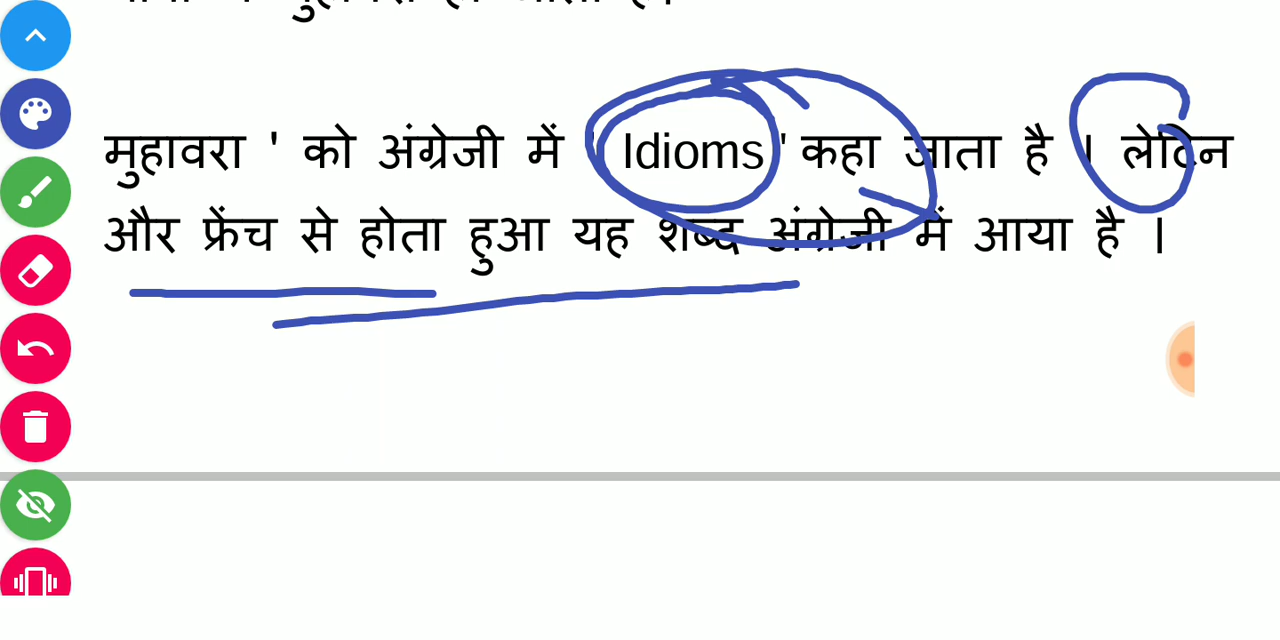 मुहावरा ' को अंग्रेजी में ' Idioms ' कहा जाता है । लेटिन
और फ्रेंच से होता हुआ यह शब्द अंग्रेजी में आया है ।